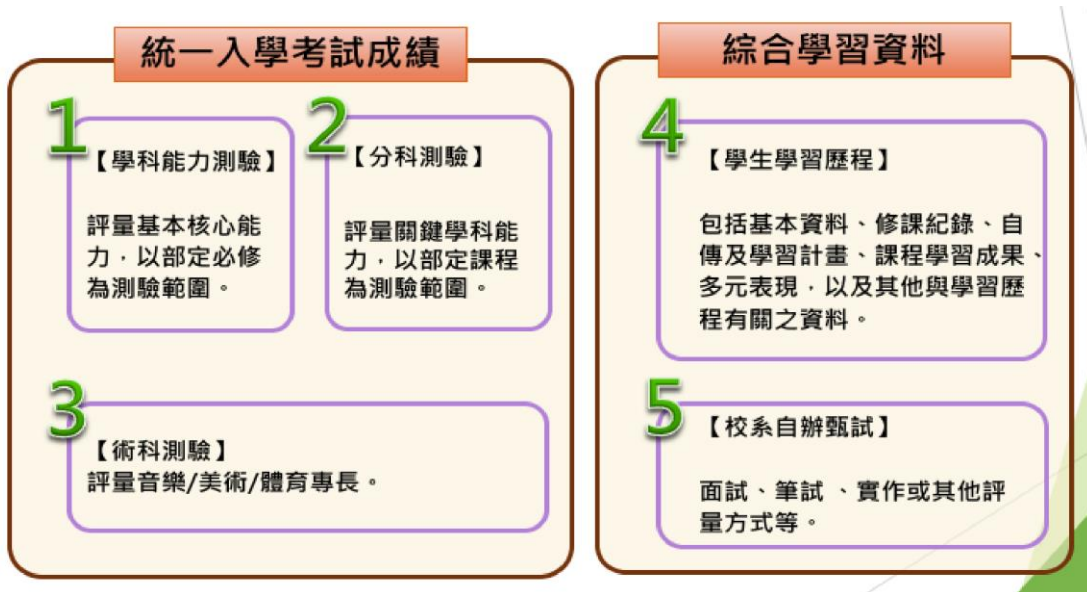 統一入學考試成績
1
【學科能力測驗】
評量基本核心能
力，以部定必修
為測驗範圍。
2
【分科測驗】
評量關鍵學科能
力，以部定課程
為測驗範圍。
3
【術科測驗】
評量音樂/美術/體育專長。
綜合學習資料
4
【學生學習歷程】
包括基本資料、修課紀錄、自
傳及學習計畫、課程學習成果、
多元表現，以及其他與學習歷
程有關之資料。
5
【校系自辦甄試】
面試、筆試 、實作或其他評
量方式等。